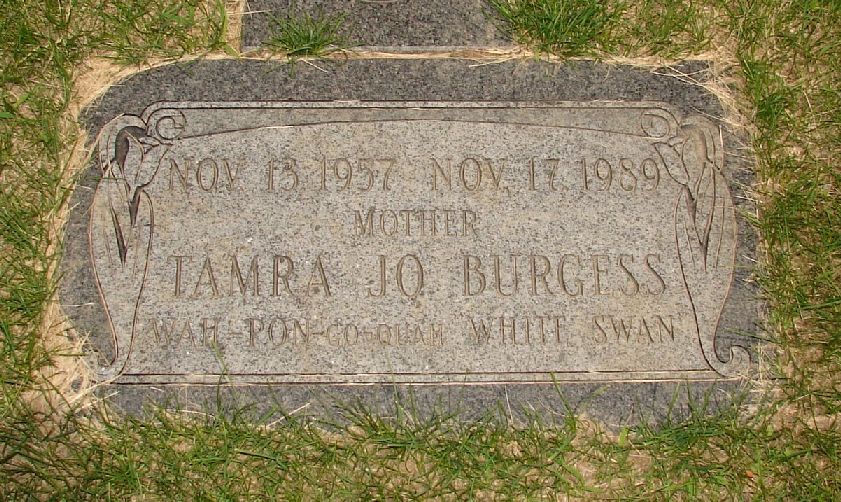 NOV. 13, 1957 NOV. 17, 1989
MOTHER
TAMRA JO BURGESS
WAH-PON-GO-QUAH WHITE SWAN